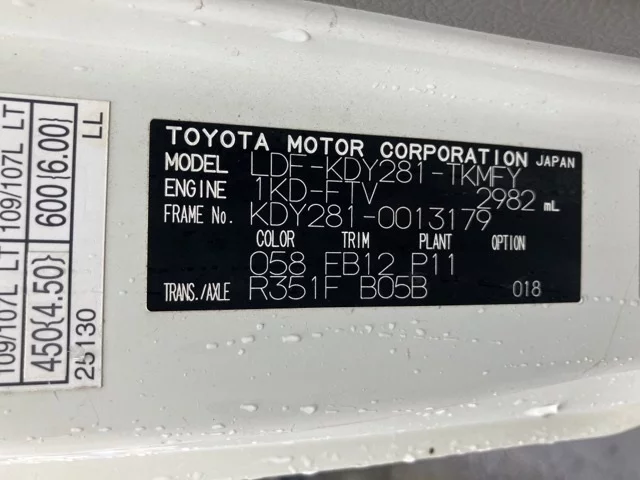 TOYOTA MOTOR CORPORATION JAPAN
MODEL LDF-KDY281-TKMFY
ENGINE 1KD-FTV 2982 mL
FRAME No. KDY281-0013179
COLOR TRIM PLANT OPTION
058 FB12 P11
TRANS./AXLE R351F B05B 018
109/107L LT 109/107L LT
450(4.50) 600(6.00)
25130 LL